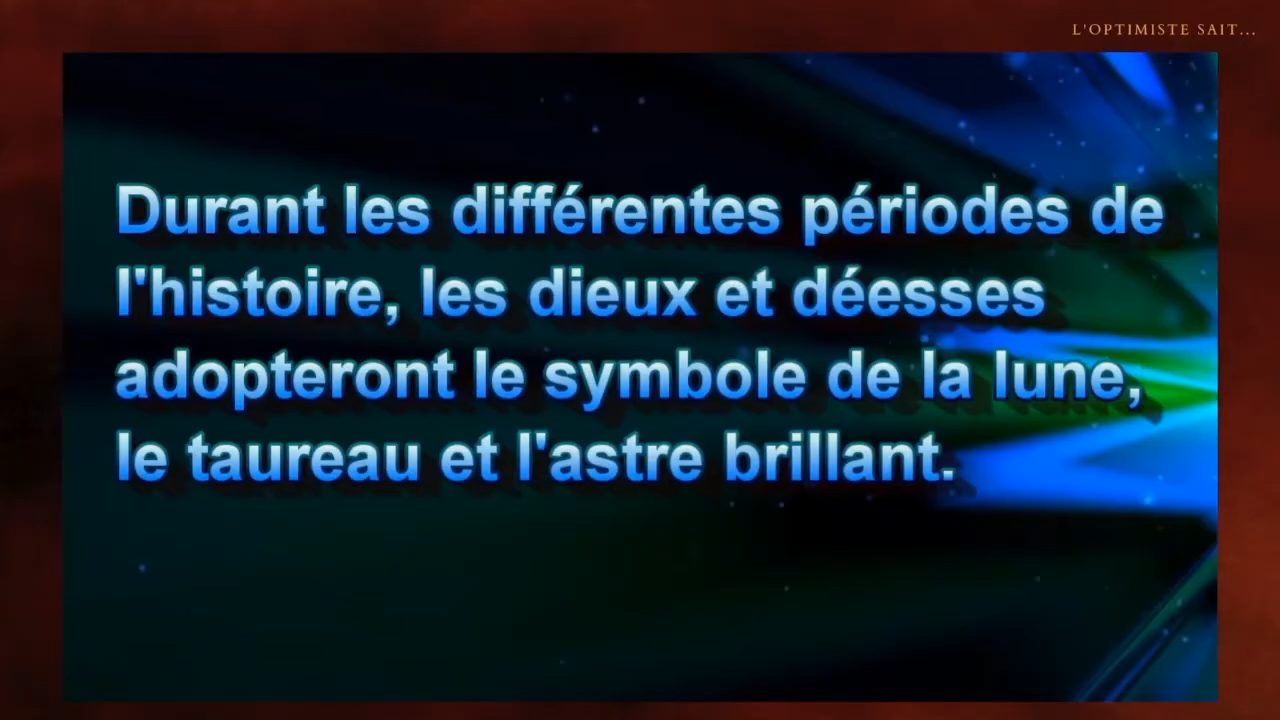 L'OPTIMISTE SAIT...
Durant les différentes périodes de
l'histoire, les dieux et déesses
adopteront le symbole de la lune,
le taureau et l'astre brillant.